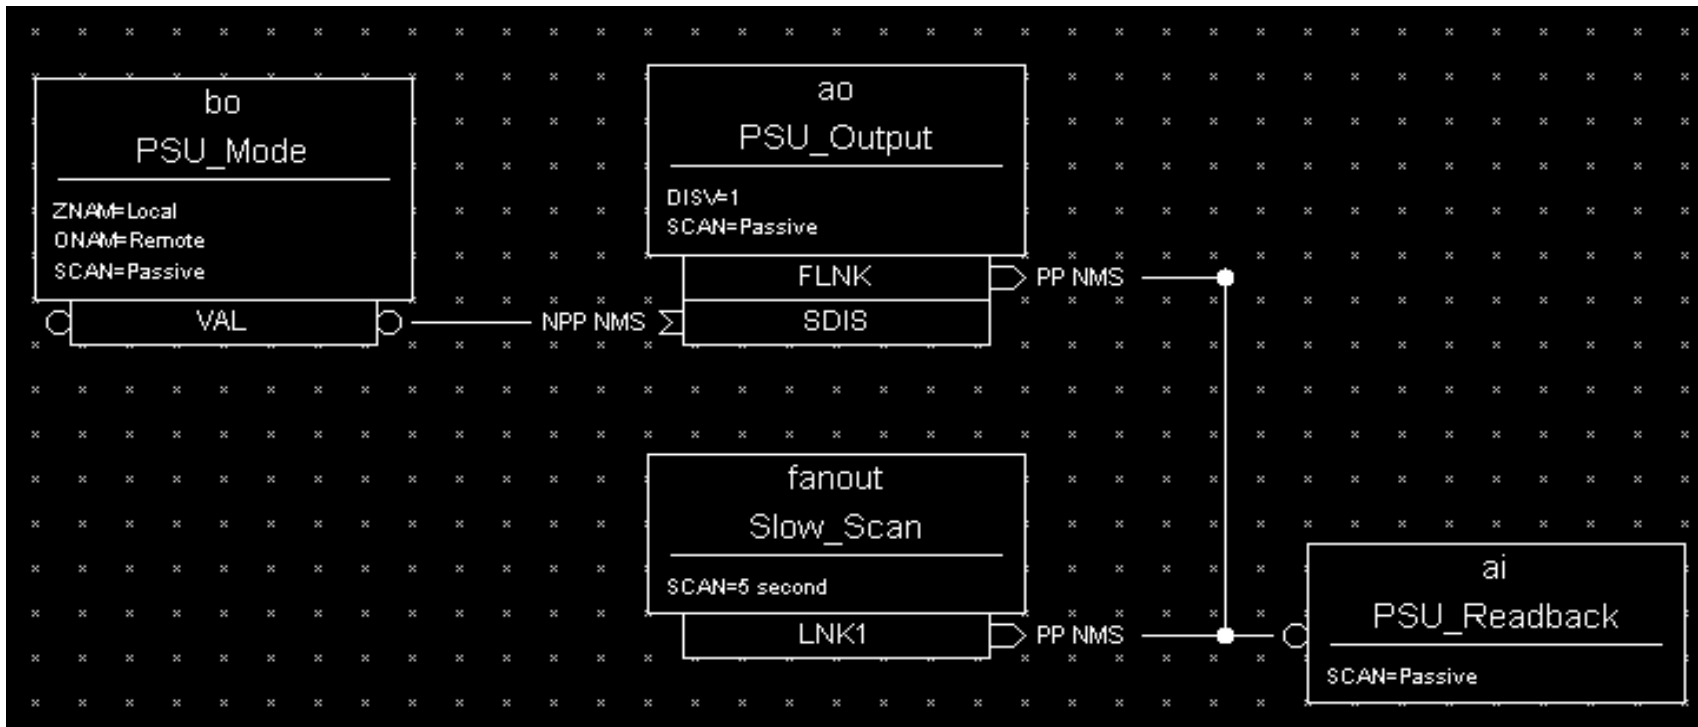 bo
PSU_Mode
ZNAM=Local
ONAM=Remote
SCAN=Passive
VAL
ao
PSU_Output
DISV=1
SCAN=Passive
FLNK
PP NMS
NPP NMS
SDIS
fanout
Slow_Scan
SCAN=5 second
LNK1
PP NMS
ai
PSU_Readback
SCAN=Passive